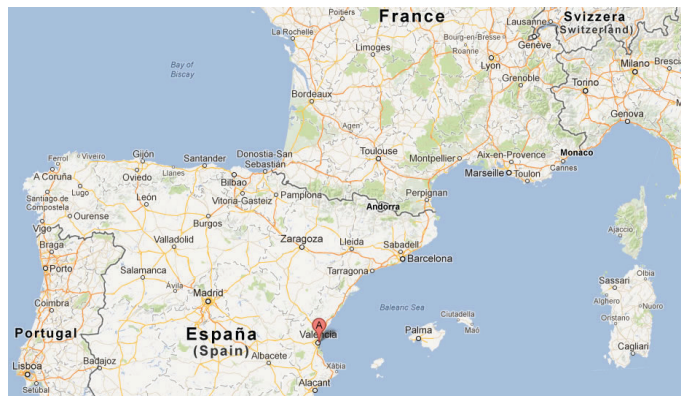 Poitiers
France
Lausanne
Svizzera
(Switzerland)
La Rochelle
Bourg-en-Bresse
Genève
Limoges
Roanne
Bay of
Biscay
Lyon
Milano
Bresci
Grenoble
Torino
Bordeaux
Genova
Agen
Toulouse
Montpellier
Aix-en-Provence
Monaco
Cannes
Marseille
Toulon
Ferrol
Viveiro
Gijón
Santander
Donostia-San
Sebastián
A Coruña
Oviedo
Llanes
Bilbao
Lugo
León
Vitoria-Gasteiz
Pamplona
Perpignan
Santiago de
Compostela
Andorra
Ourense
Burgos
Vigo
Ajaccio
Braga
Valladolid
Zaragoza
Lleida
Sabadell
Barcelona
Porto
Salamanca
Tarragona
Olbia
Sassari
Ávila
Madrid
Alghero
Nuoro
Coimbra
Balearic Sea
Ciutadella
Oristano
A
Portugal
España
(Spain)
Valencia
Palma
Maó
Cagliari
Lisboa
Badajoz
Albacete
Xàbia
Setúbal
Alacant